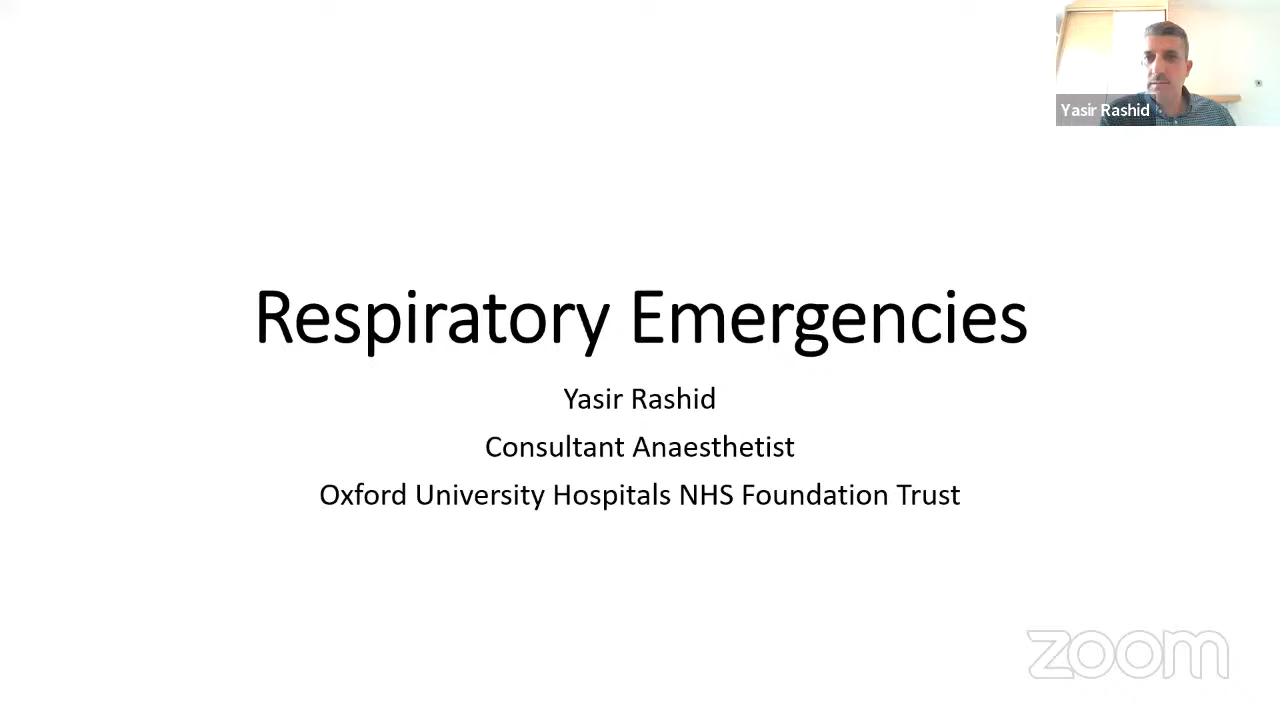 Yasir Rashid
Respiratory Emergencies
Yasir Rashid
Consultant Anaesthetist
Oxford University Hospitals NHS Foundation Trust
zoom